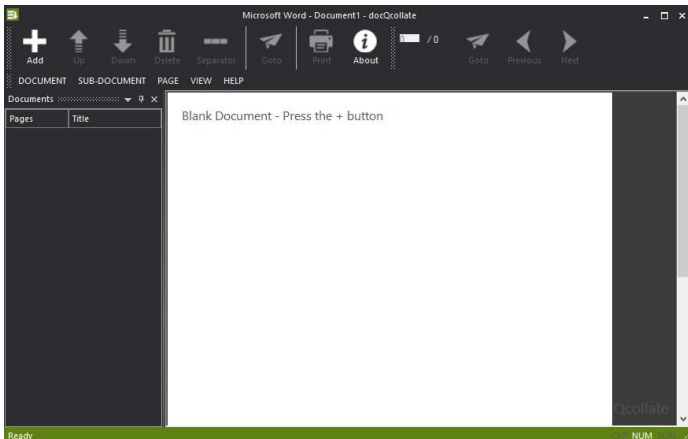 Microsoft Word - Document1 - docQcollate
Add Up Down Delete Separator Goto Print About / 0 Goto Previous Next
DOCUMENT SUB-DOCUMENT PAGE VIEW HELP
Documents
Pages Title
Blank Document - Press the + button
Qcollate
Ready NUM